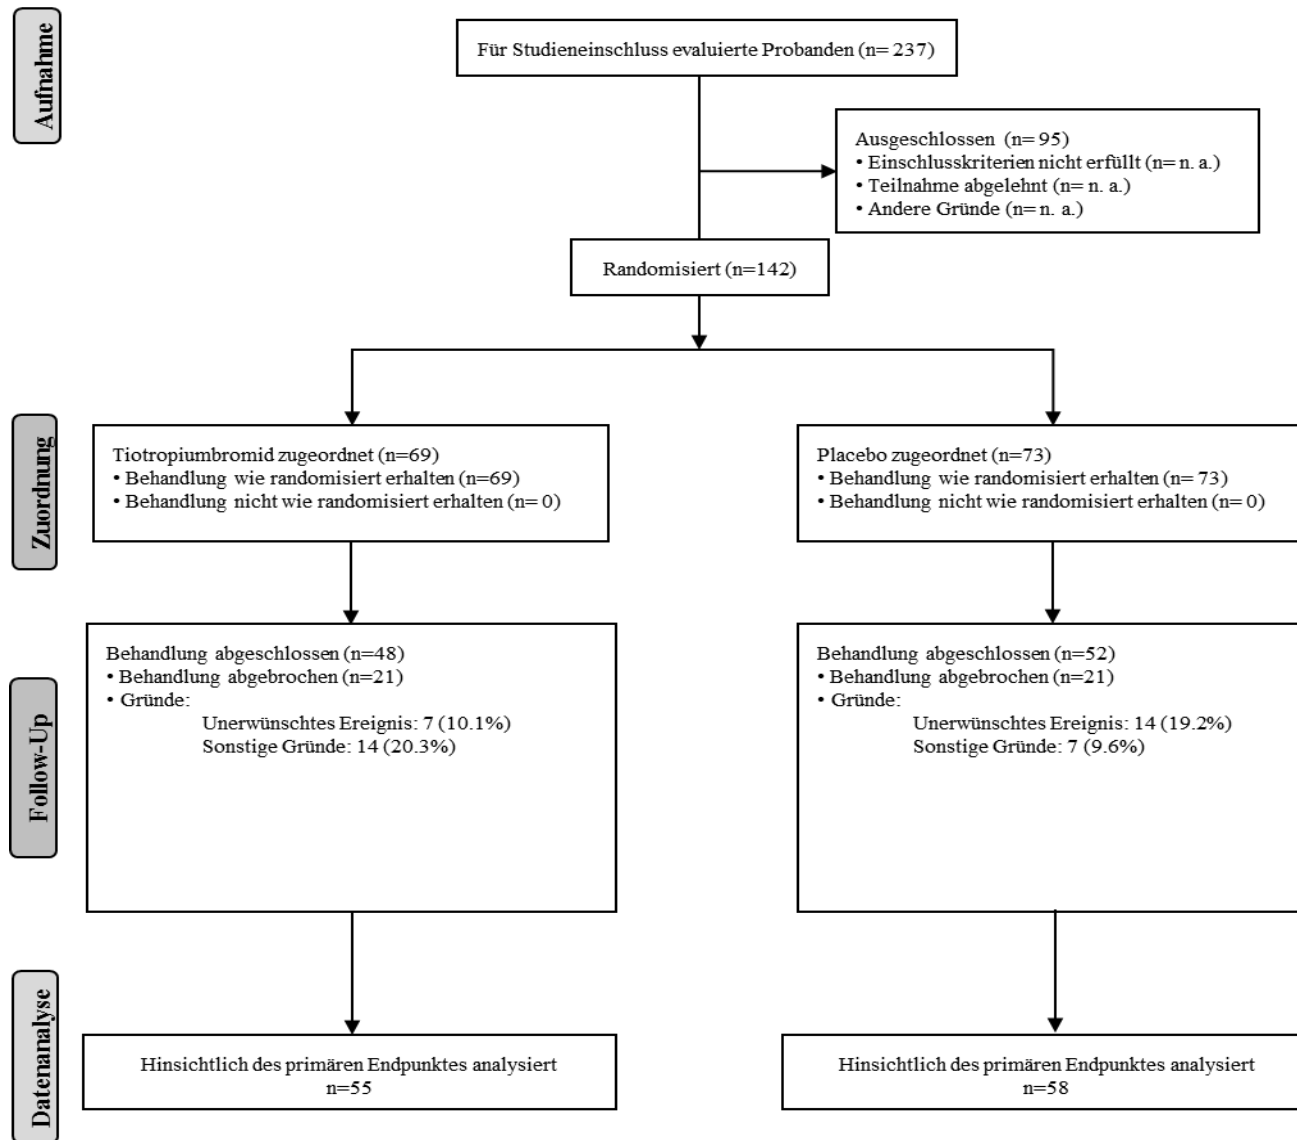 Aufnahme
Für Studieneinschluss evaluierte Probanden (n= 237)
Ausgeschlossen (n= 95)
• Einschlusskriterien nicht erfüllt (n= n. a.)
• Teilnahme abgelehnt (n= n. a.)
• Andere Gründe (n= n. a.)
Randomisiert (n=142)
Zuordnung
Tiotropiumbromid zugeordnet (n=69)
• Behandlung wie randomisiert erhalten (n=69)
• Behandlung nicht wie randomisiert erhalten (n= 0)
Placebo zugeordnet (n=73)
• Behandlung wie randomisiert erhalten (n= 73)
• Behandlung nicht wie randomisiert erhalten (n= 0)
Follow-Up
Behandlung abgeschlossen (n=48)
• Behandlung abgebrochen (n=21)
• Gründe:
Unerwünschtes Ereignis: 7 (10.1%)
Sonstige Gründe: 14 (20.3%)
Behandlung abgeschlossen (n=52)
• Behandlung abgebrochen (n=21)
• Gründe:
Unerwünschtes Ereignis: 14 (19.2%)
Sonstige Gründe: 7 (9.6%)
Datenanalyse
Hinsichtlich des primären Endpunktes analysiert
n=55
Hinsichtlich des primären Endpunktes analysiert
n=58